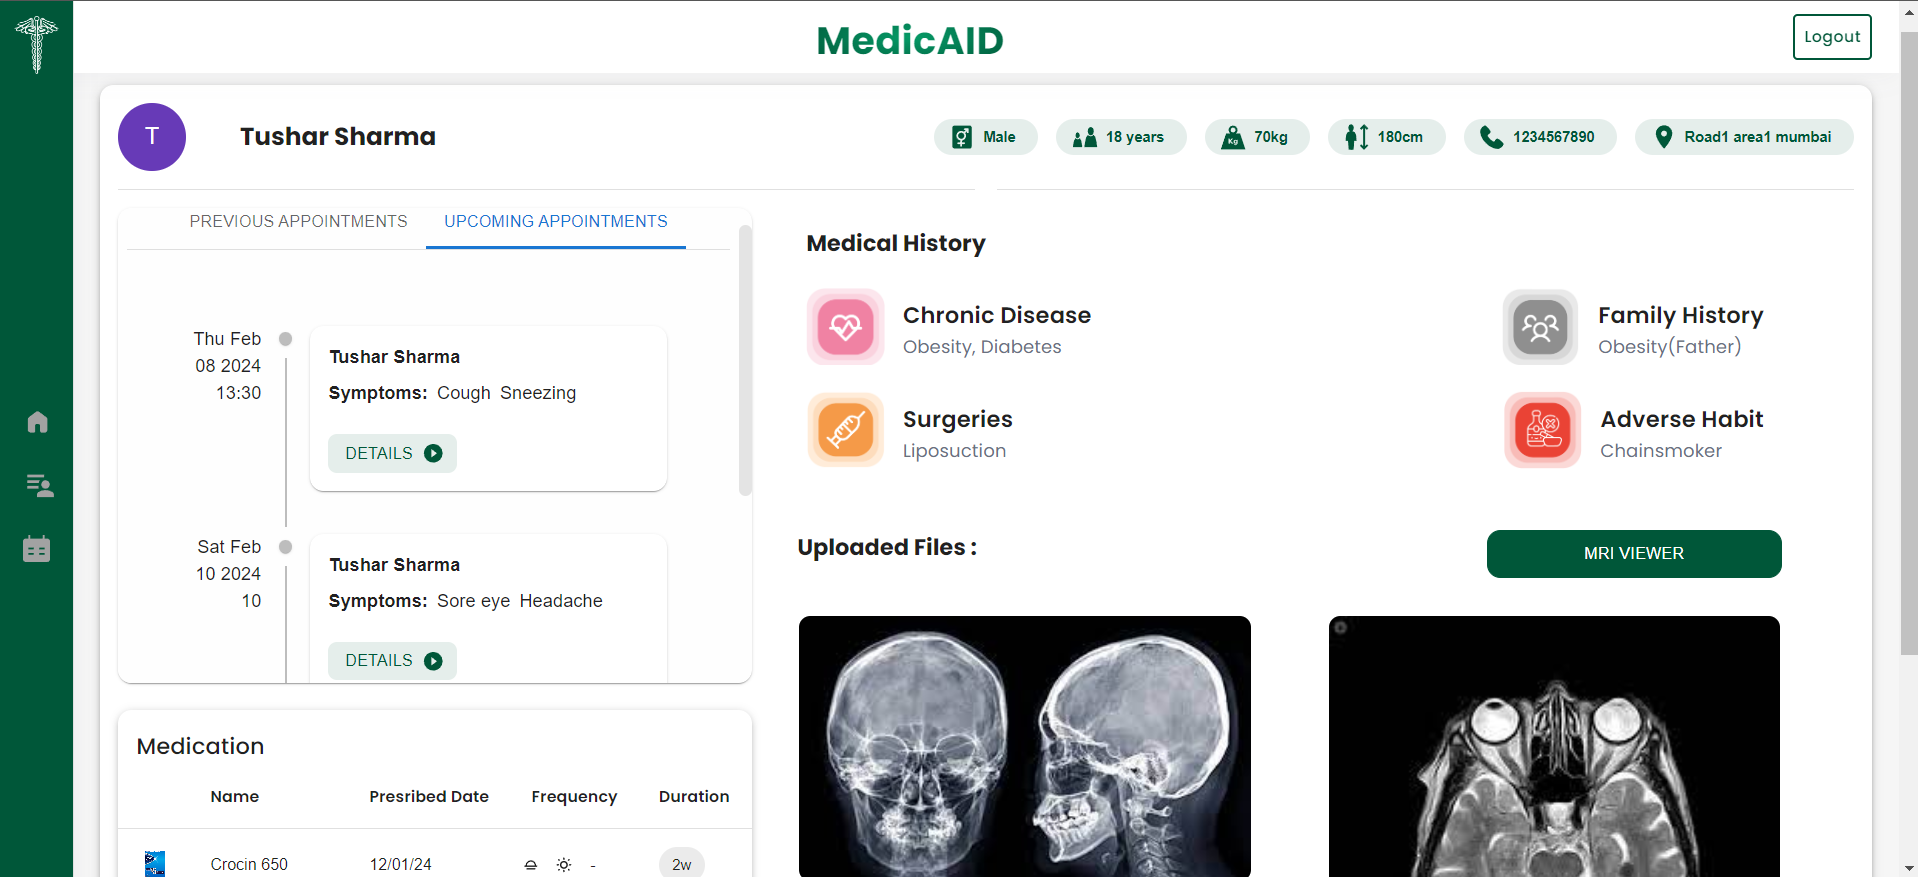 MedicAID
Logout
T
Tushar Sharma
Male
18 years
Kg
70kg
180cm
1234567890
Road1 area1 mumbai
PREVIOUS APPOINTMENTS
UPCOMING APPOINTMENTS
Thu Feb
08 2024
13:30
Tushar Sharma
Symptoms: Cough Sneezing
DETAILS
Sat Feb
10 2024
10
Tushar Sharma
Symptoms: Sore eye Headache
DETAILS
Medication
Name
Presribed Date
Frequency
Duration
Crocin 650
12/01/24
-
2w
Medical History
Chronic Disease
Obesity, Diabetes
Family History
Obesity(Father)
Surgeries
Liposuction
Adverse Habit
Chainsmoker
Uploaded Files :
MRI VIEWER